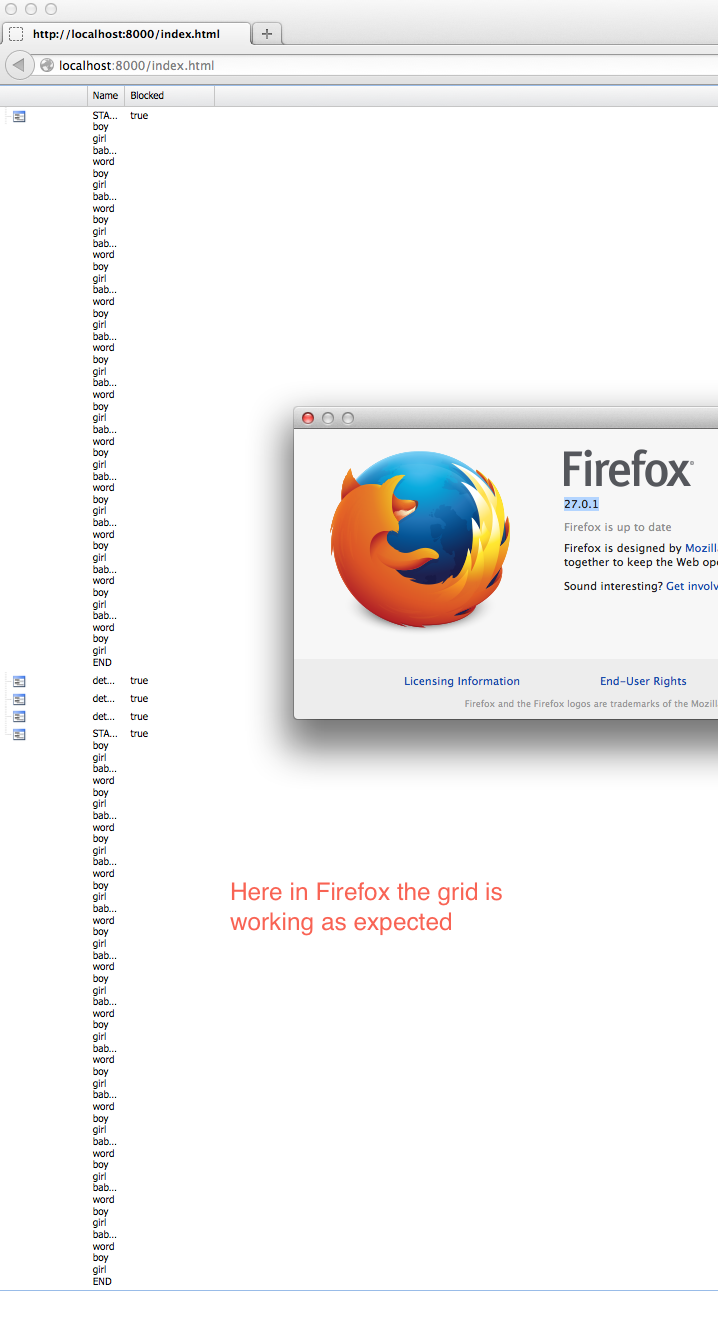 http://localhost:8000/index.html
localhost:8000/index.html
Name Blocked
STA... true
boy
girl
bab...
word
boy
girl
bab...
word
boy
girl
bab...
word
boy
girl
bab...
word
boy
girl
bab...
word
boy
girl
bab...
word
boy
girl
bab...
word
boy
girl
bab...
word
boy
girl
bab...
word
boy
girl
bab...
word
boy
girl
bab...
word
boy
girl
END
det... true
det... true
det... true
STA... true
boy
girl
bab...
word
boy
girl
bab...
word
boy
girl
bab...
word
boy
girl
bab...
word
boy
girl
bab...
word
boy
girl
bab...
word
boy
girl
bab...
word
boy
girl
bab...
word
boy
girl
bab...
word
boy
girl
bab...
word
boy
girl
bab...
word
boy
girl
END
Firefox
27.0.1
Firefox is up to date
Firefox is designed by Mozill
together to keep the Web op
Sound interesting? Get involv
Licensing Information End-User Rights
Firefox and the Firefox logos are trademarks of the Mozill
Here in Firefox the grid is
working as expected